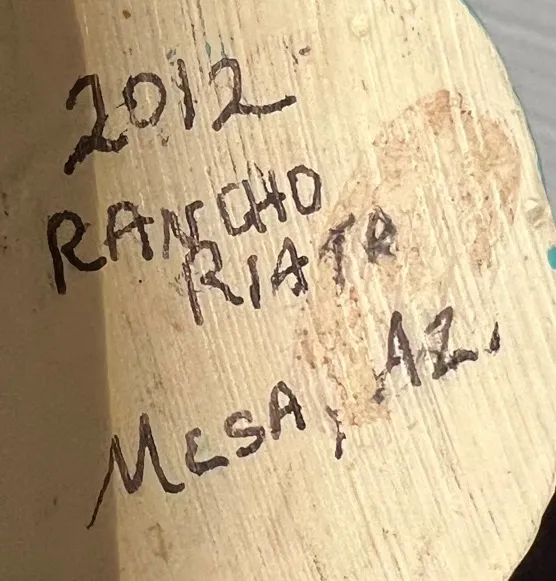 2012
RANCHO
RIATA
MESA, AZ.